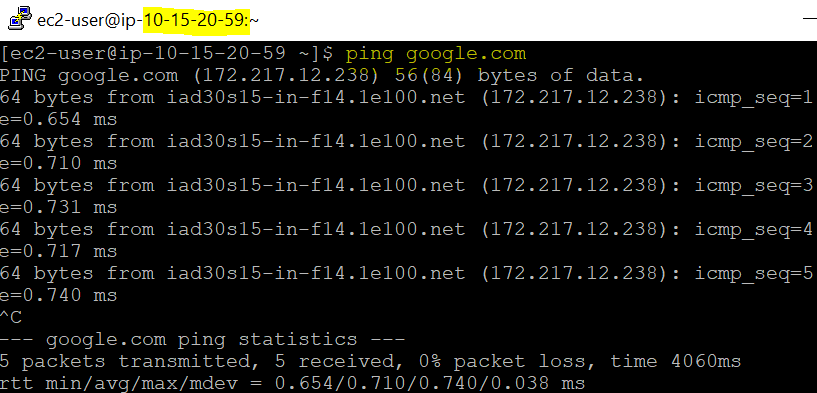 ec2-user@ip-10-15-20-59:~
[ec2-user@ip-10-15-20-59 ~]$ ping google.com
PING google.com (172.217.12.238) 56(84) bytes of data.
64 bytes from iad30s15-in-f14.1e100.net (172.217.12.238): icmp_seq=1
e=0.654 ms
64 bytes from iad30s15-in-f14.1e100.net (172.217.12.238): icmp_seq=2
e=0.710 ms
64 bytes from iad30s15-in-f14.1e100.net (172.217.12.238): icmp_seq=3
e=0.731 ms
64 bytes from iad30s15-in-f14.1e100.net (172.217.12.238): icmp_seq=4
e=0.717 ms
64 bytes from iad30s15-in-f14.1e100.net (172.217.12.238): icmp_seq=5
e=0.740 ms
^C
--- google.com ping statistics ---
5 packets transmitted, 5 received, 0% packet loss, time 4060ms
rtt min/avg/max/mdev = 0.654/0.710/0.740/0.038 ms